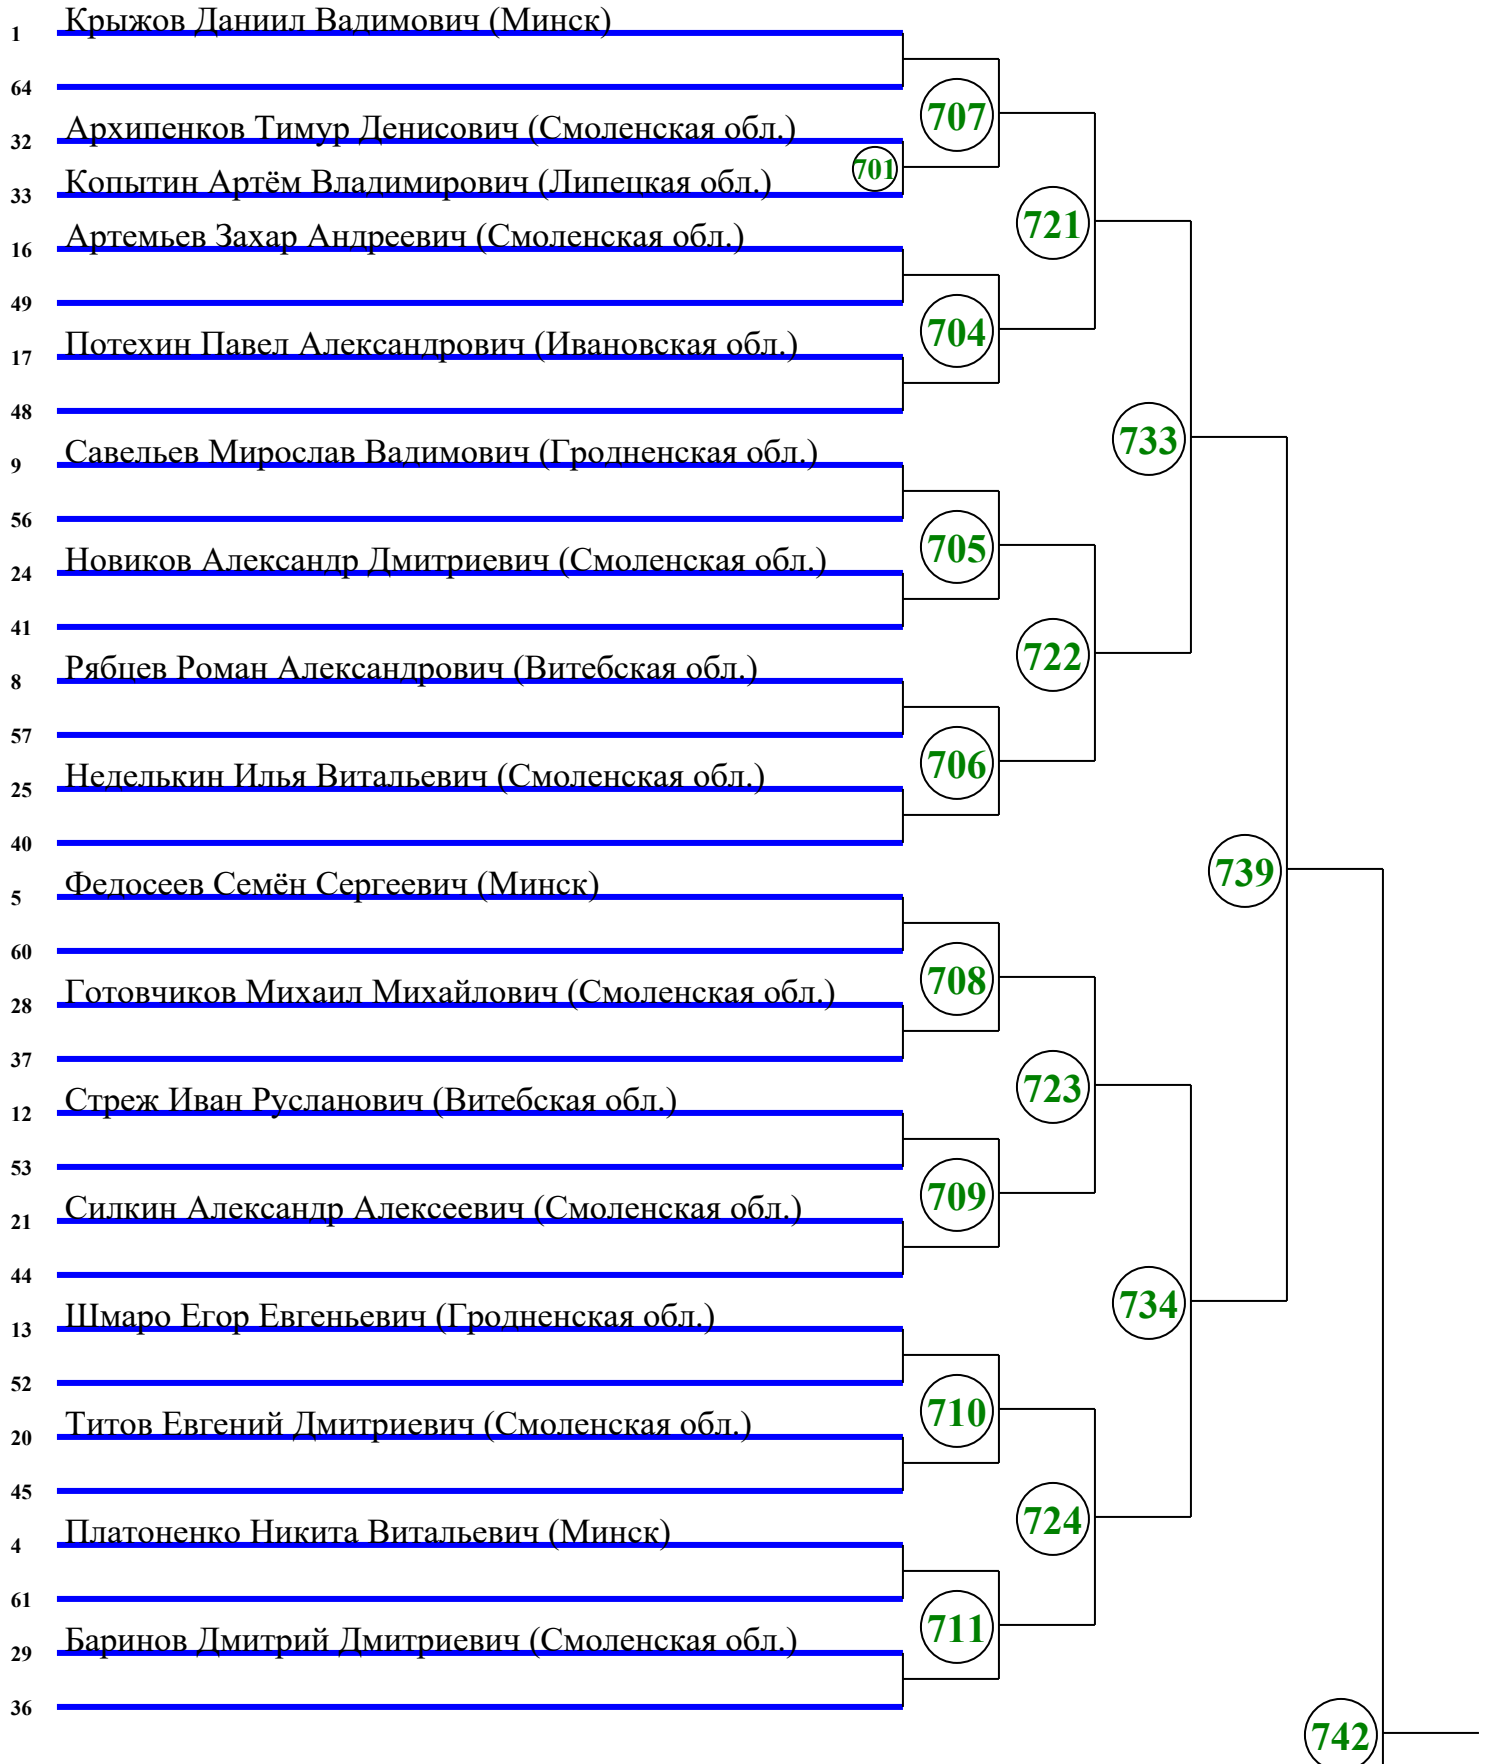 1 Крыжов Даниил Вадимович (Минск)
64
707
32 Архипенков Тимур Денисович (Смоленская обл.)
701
33 Копытин Артём Владимирович (Липецкая обл.)
721
16 Артемьев Захар Андреевич (Смоленская обл.)
49
704
17 Потехин Павел Александрович (Ивановская обл.)
48
733
9 Савельев Мирослав Вадимович (Гродненская обл.)
56
705
24 Новиков Александр Дмитриевич (Смоленская обл.)
41
722
8 Рябцев Роман Александрович (Витебская обл.)
57
706
25 Неделькин Илья Витальевич (Смоленская обл.)
40
739
5 Федосеев Семён Сергеевич (Минск)
60
708
28 Готовчиков Михаил Михайлович (Смоленская обл.)
37
723
12 Стреж Иван Русланович (Витебская обл.)
53
709
21 Силкин Александр Алексеевич (Смоленская обл.)
44
734
13 Шмаро Егор Евгеньевич (Гродненская обл.)
52
710
20 Титов Евгений Дмитриевич (Смоленская обл.)
45
724
4 Платоненко Никита Витальевич (Минск)
61
711
29 Баринов Дмитрий Дмитриевич (Смоленская обл.)
36
742